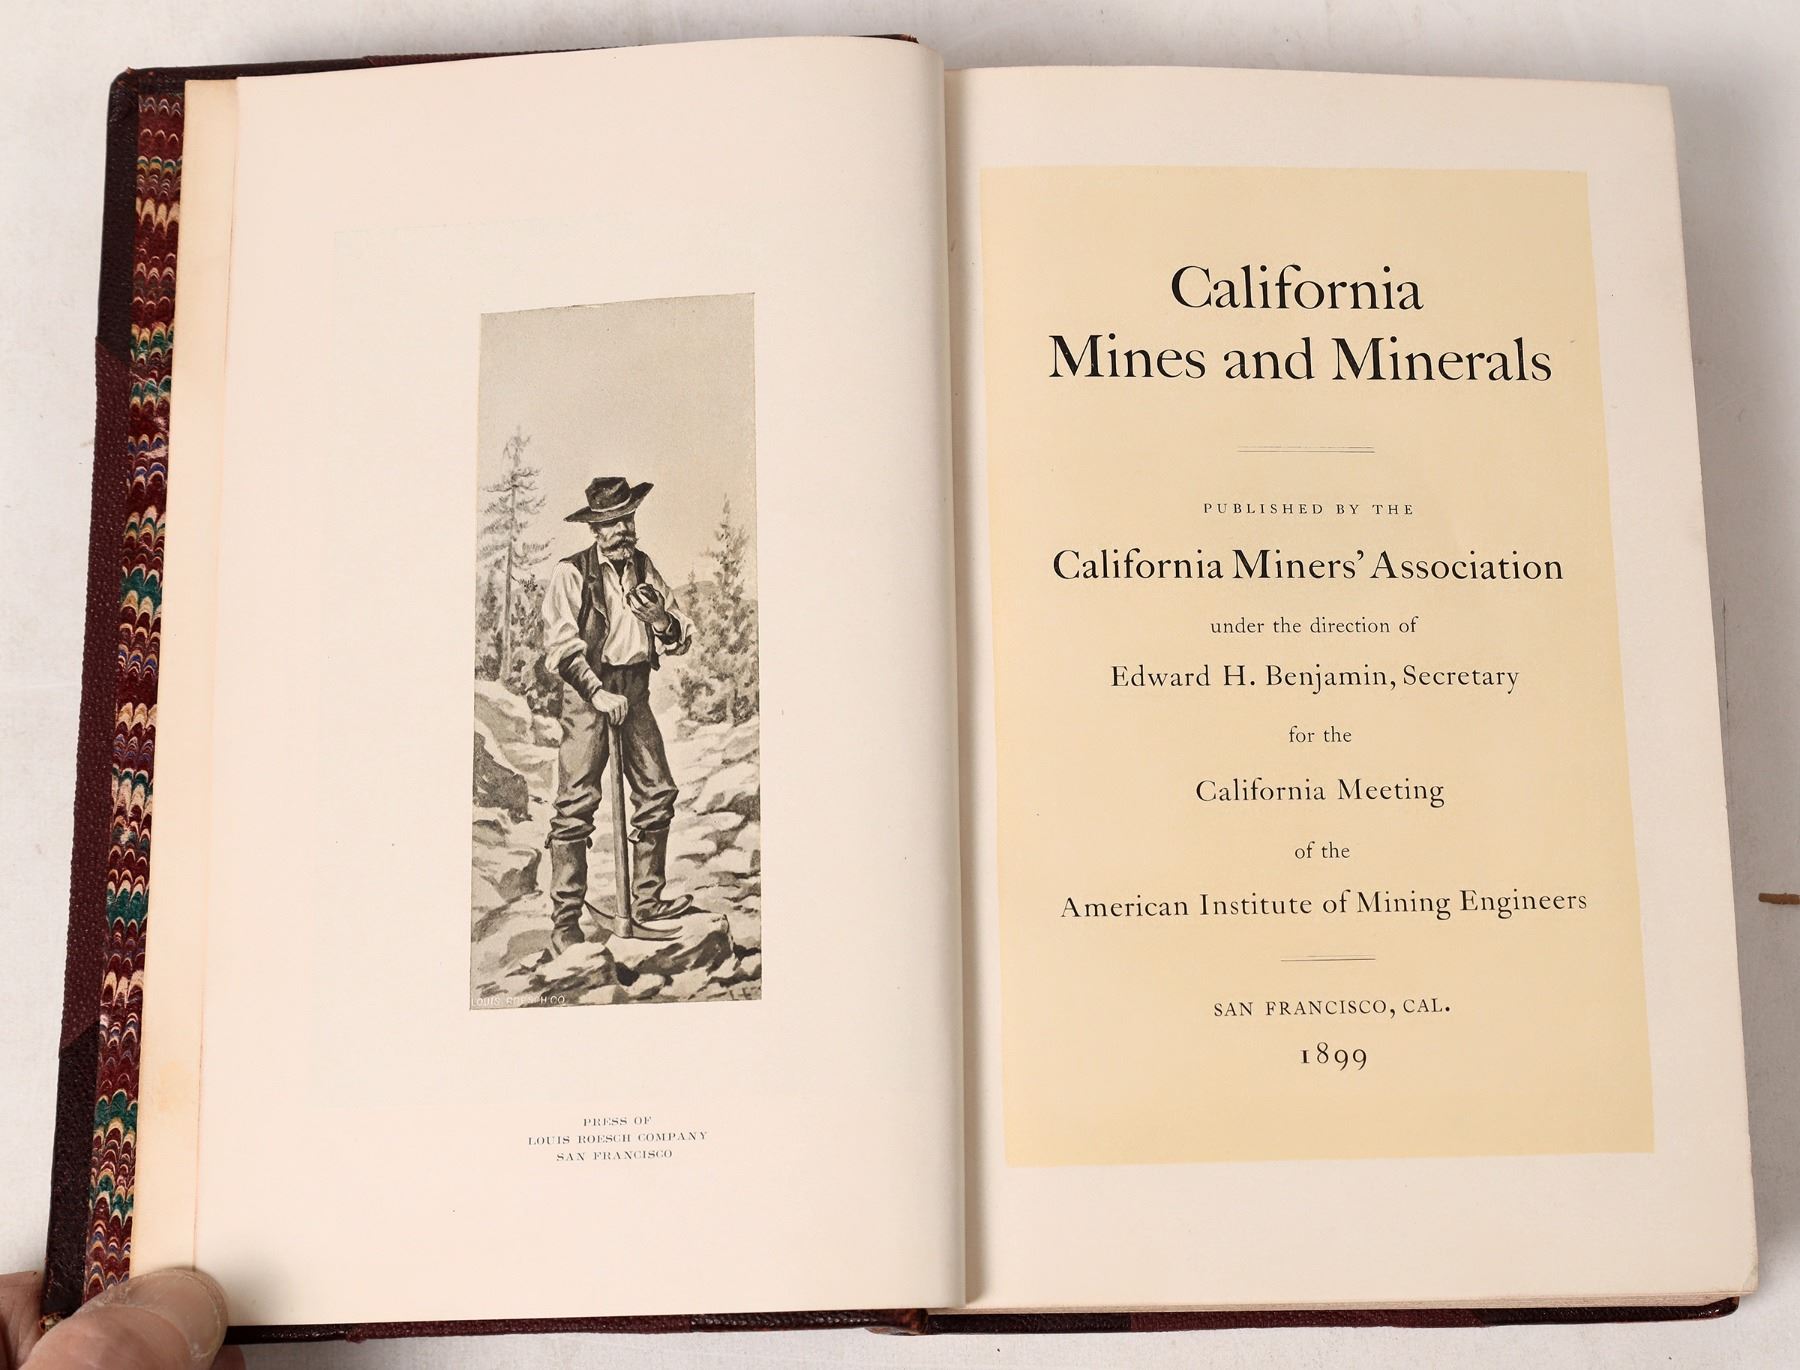 LOUIS ROESCH CO.
PRESS OF
LOUIS ROESCH COMPANY
SAN FRANCISCO
California
Mines and Minerals
PUBLISHED BY THE
California Miners' Association
under the direction of
Edward H. Benjamin, Secretary
for the
California Meeting
of the
American Institute of Mining Engineers
SAN FRANCISCO, CAL.
1899